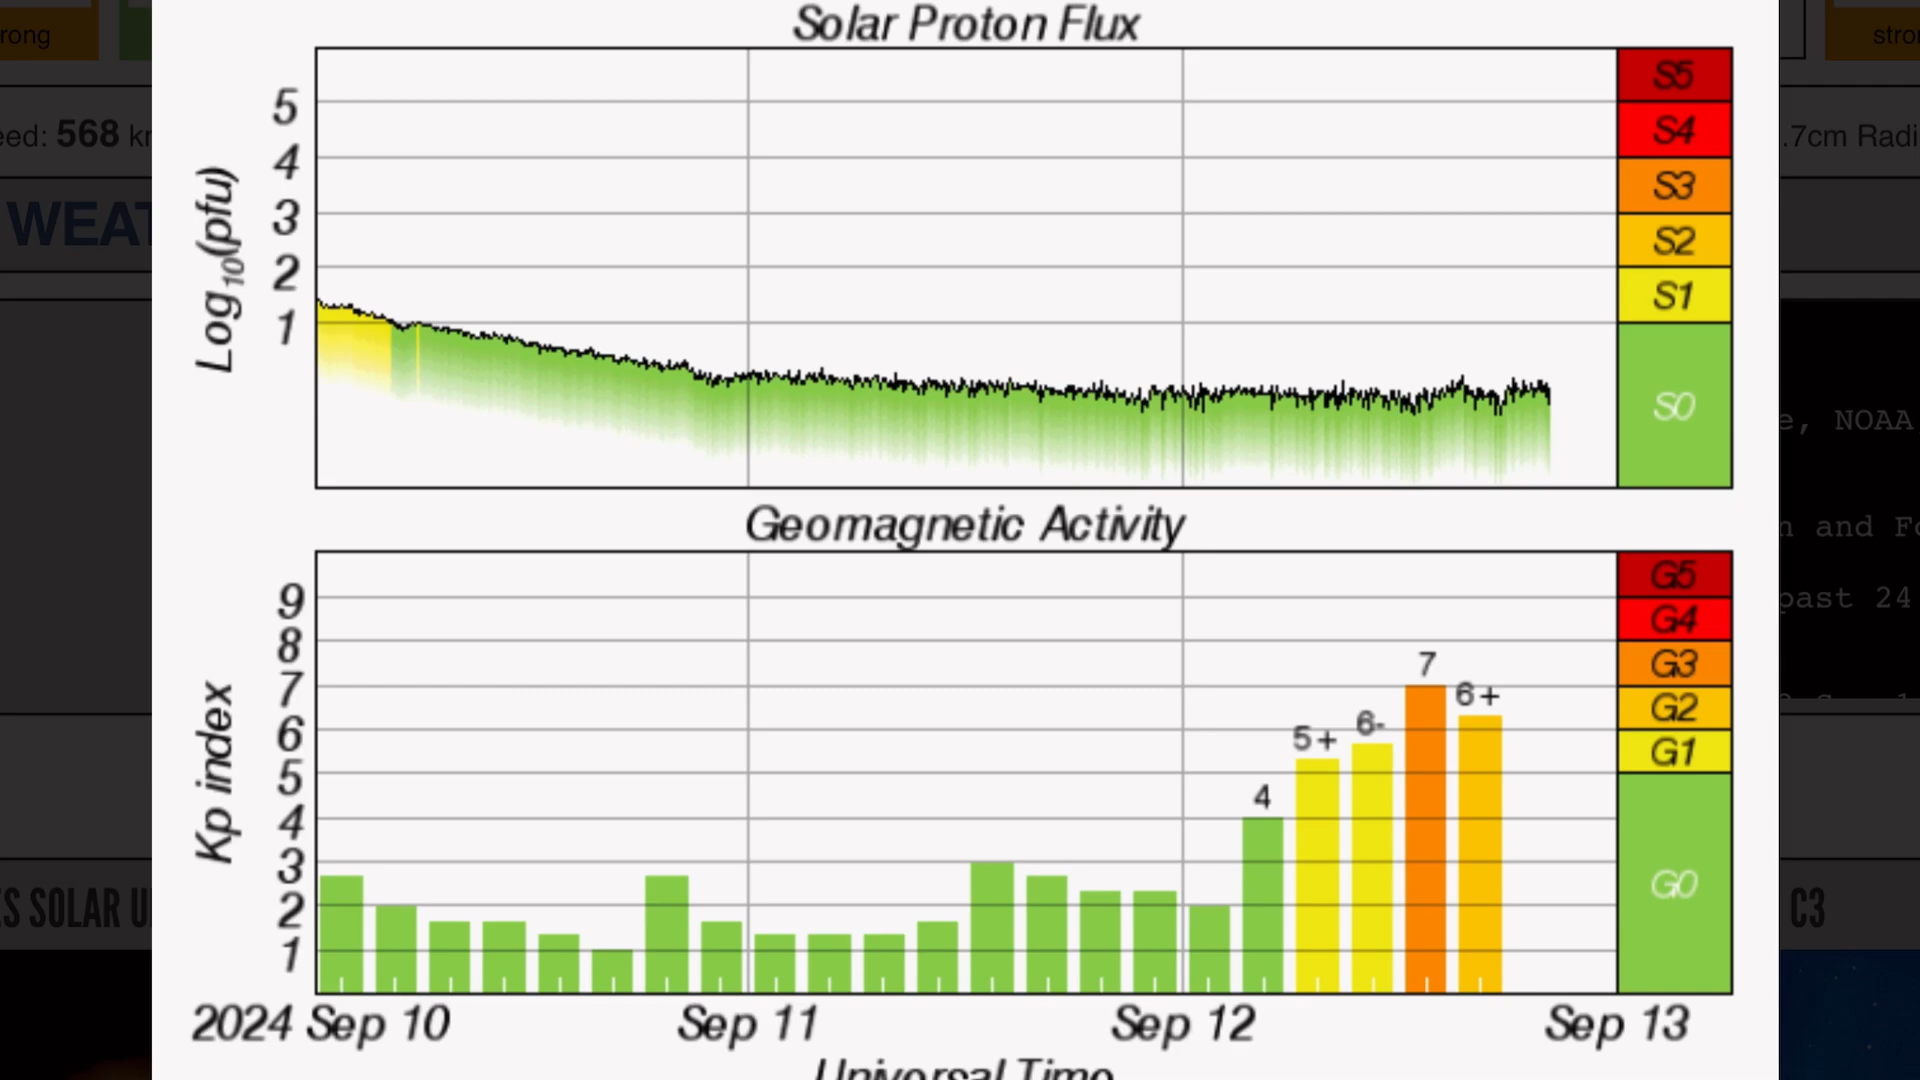 Solar Proton Flux
rong
stro
S5
5
S4
eed: 568 k
.7cm Radi
4
S3
3
WEAT
S2
2
Log10(pfu)
S1
1
S0
e, NOAA
Geomagnetic Activity
n and Fo
G5
9
past 24
G4
8
7
G3
7
6+
G2
6
5+
6-
G1
5
Kp index
4
4
3
G0
2
ES SOLAR U
C3
1
2024 Sep 10
Sep 11
Sep 12
Sep 13
Universal Time